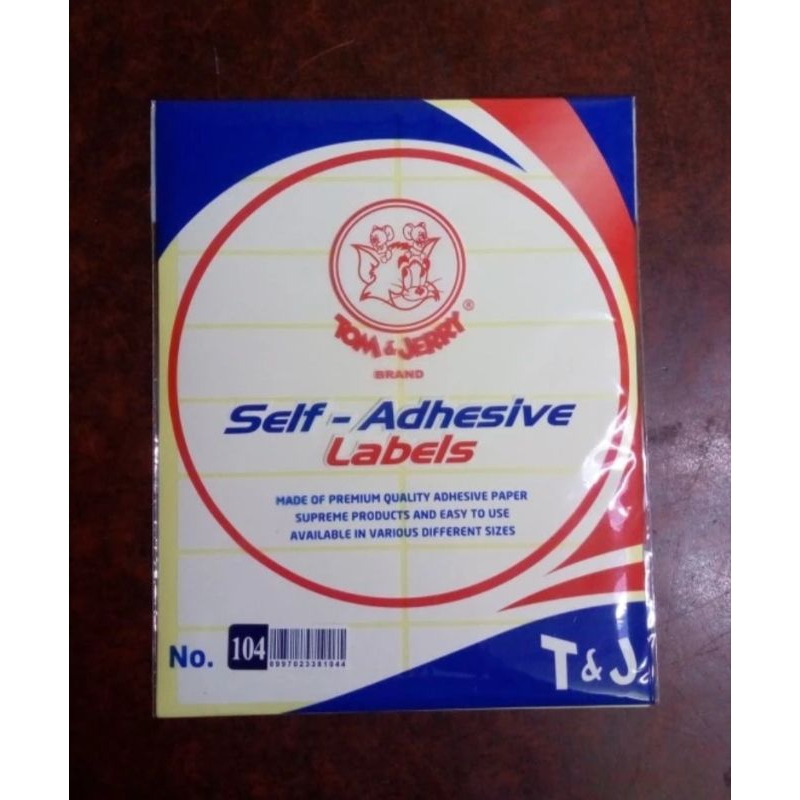 TOM & JERRY ®
BRAND
Self - Adhesive
Labels
MADE OF PREMIUM QUALITY ADHESIVE PAPER
SUPREME PRODUCTS AND EASY TO USE
AVAILABLE IN VARIOUS DIFFERENT SIZES
No. 104
8997023381044
T & J